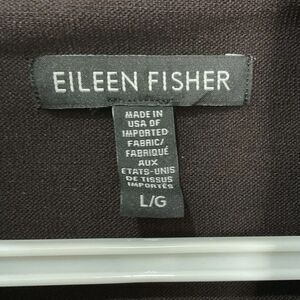 EILEEN FISHER
MADE IN
USA OF
IMPORTED
FABRIC/
FABRIQUÉ
AUX
ÉTATS-UNIS
DE TISSUS
IMPORTÉS
L/G